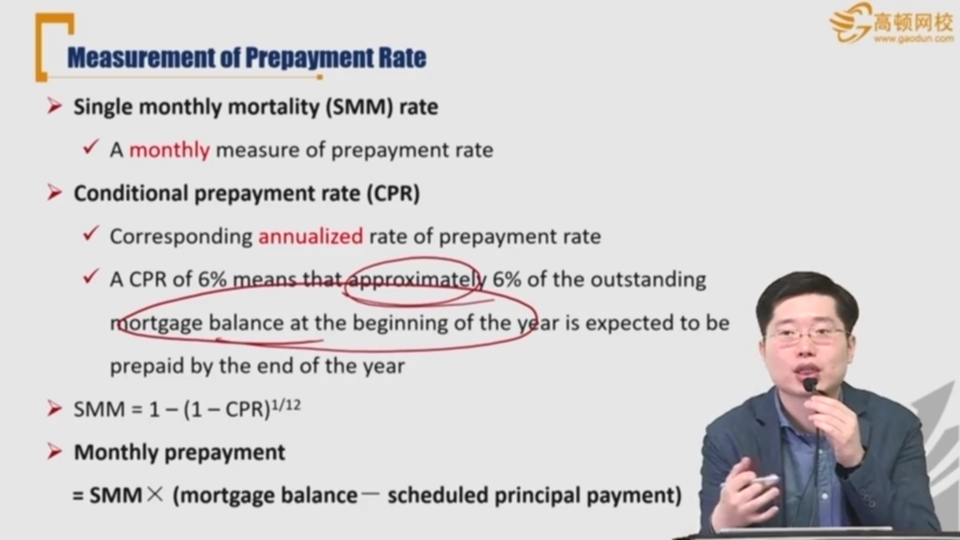 高顿网校
www.gaodun.com
Measurement of Prepayment Rate
Single monthly mortality (SMM) rate
A monthly measure of prepayment rate
Conditional prepayment rate (CPR)
Corresponding annualized rate of prepayment rate
A CPR of 6% means that approximately 6% of the outstanding
mortgage balance at the beginning of the year is expected to be
prepaid by the end of the year
SMM = 1 – (1 – CPR)^1/12
Monthly prepayment
= SMM× (mortgage balance— scheduled principal payment)